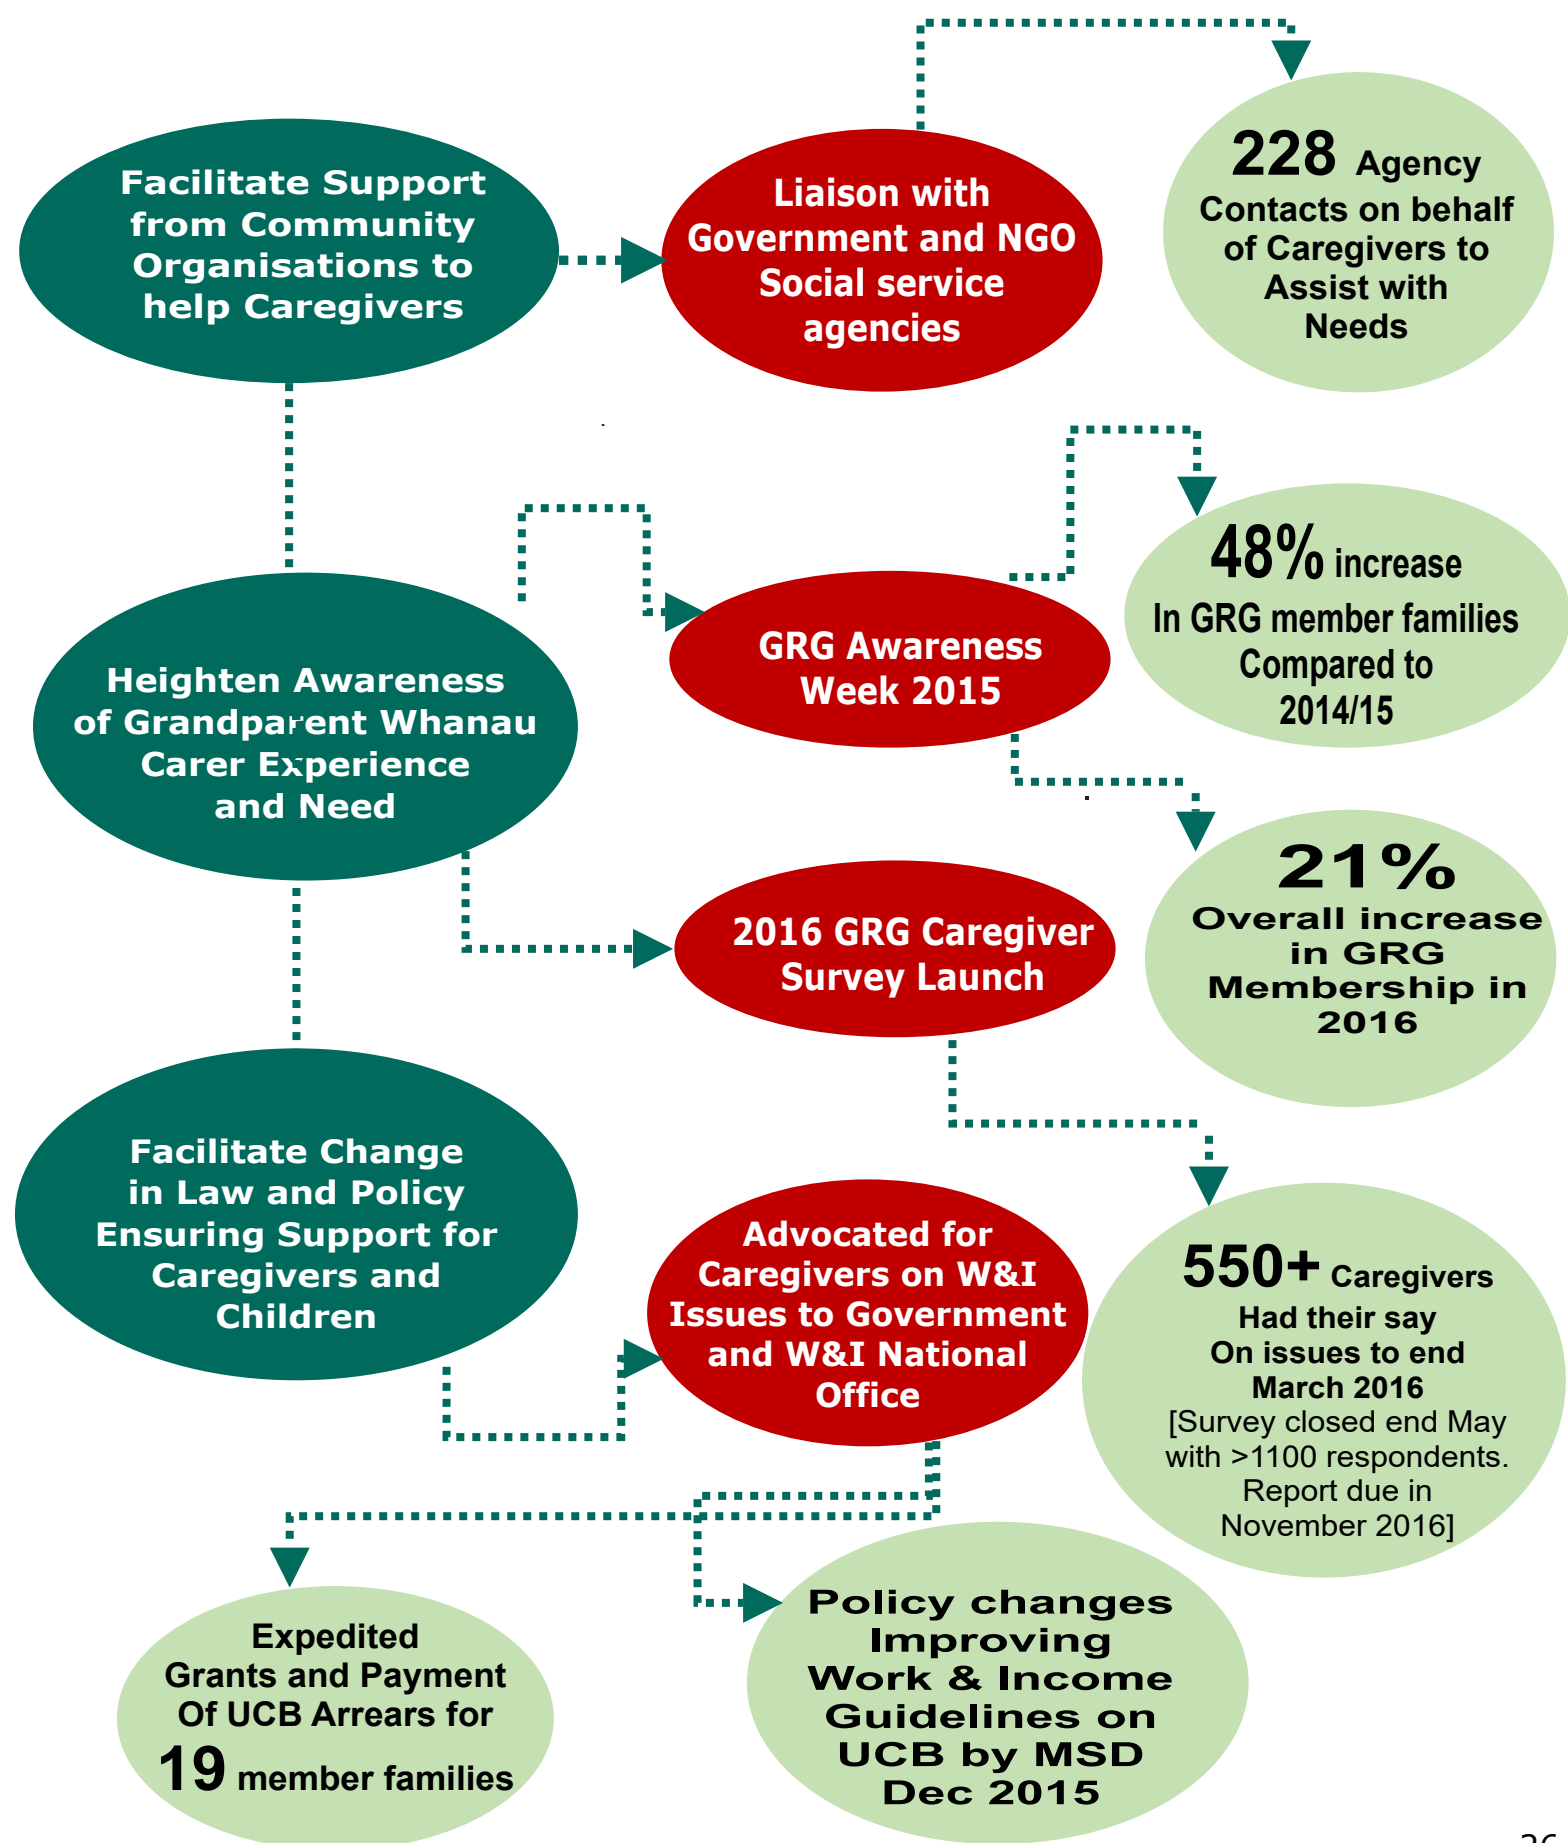 Facilitate Support
from Community
Organisations to
help Caregivers
Liaison with
Government and NGO
Social service
agencies
228 Agency
Contacts on behalf
of Caregivers to
Assist with
Needs
Heighten Awareness
of Grandparent Whanau
Carer Experience
and Need
GRG Awareness
Week 2015
48% increase
In GRG member families
Compared to
2014/15
21%
Overall increase
in GRG
Membership in
2016
2016 GRG Caregiver
Survey Launch
550+ Caregivers
Had their say
On issues to end
March 2016
[Survey closed end May
with >1100 respondents.
Report due in
November 2016]
Facilitate Change
in Law and Policy
Ensuring Support for
Caregivers and
Children
Advocated for
Caregivers on W&I
Issues to Government
and W&I National
Office
Expedited
Grants and Payment
Of UCB Arrears for
19 member families
Policy changes
Improving
Work & Income
Guidelines on
UCB by MSD
Dec 2015